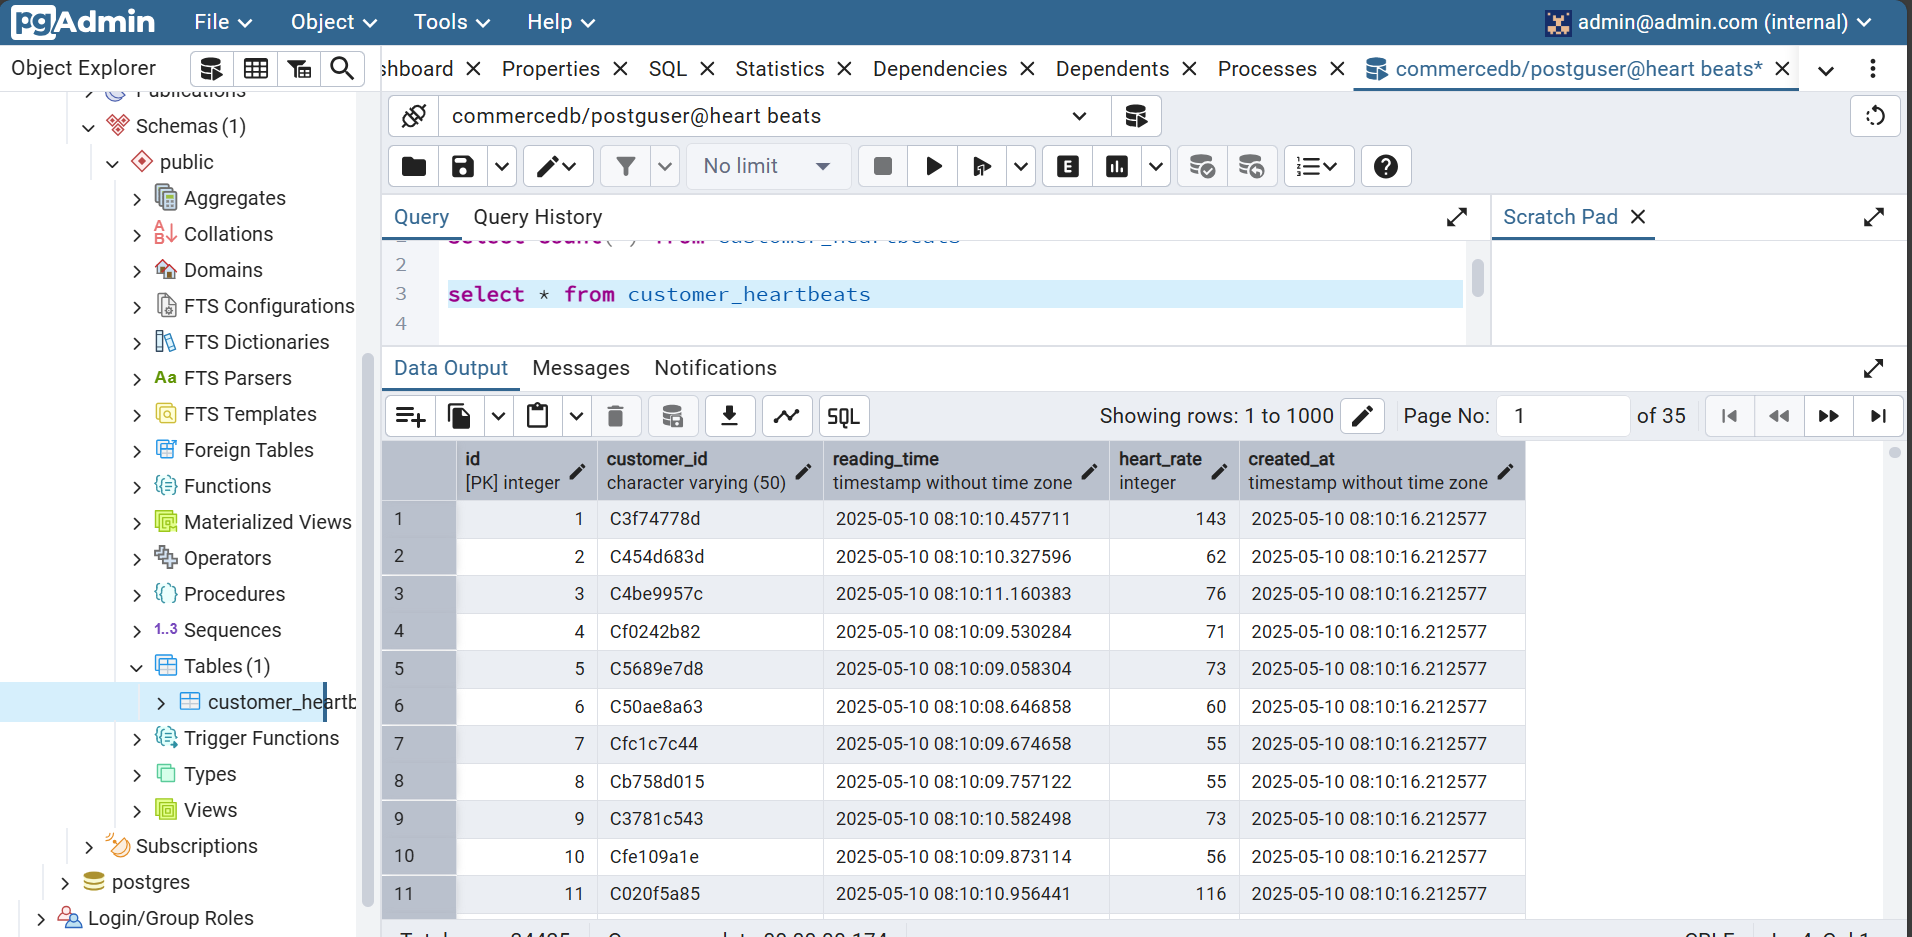 pgAdmin File Object Tools Help admin@admin.com (internal)
Object Explorer
shboard Properties SQL Statistics Dependencies Dependents Processes commercedb/postguser@heart beats*
Publications
Schemas (1)
public
Aggregates
Collations
Domains
FTS Configurations
FTS Dictionaries
Aa FTS Parsers
FTS Templates
Foreign Tables
Functions
Materialized Views
Operators
Procedures
1..3 Sequences
Tables (1)
customer_heartb
Trigger Functions
Types
Views
Subscriptions
postgres
Login/Group Roles
commercedb/postguser@heart beats
No limit
E
Query Query History
Scratch Pad
select count(*) from customer_heartbeats
2
3 select * from customer_heartbeats
4
Data Output Messages Notifications
SQL Showing rows: 1 to 1000 Page No: 1 of 35
id customer_id reading_time heart_rate created_at
[PK] integer character varying (50) timestamp without time zone integer timestamp without time zone
1 1 C3f74778d 2025-05-10 08:10:10.457711 143 2025-05-10 08:10:16.212577
2 2 C454d683d 2025-05-10 08:10:10.327596 62 2025-05-10 08:10:16.212577
3 3 C4be9957c 2025-05-10 08:10:11.160383 76 2025-05-10 08:10:16.212577
4 4 Cf0242b82 2025-05-10 08:10:09.530284 71 2025-05-10 08:10:16.212577
5 5 C5689e7d8 2025-05-10 08:10:09.058304 73 2025-05-10 08:10:16.212577
6 6 C50ae8a63 2025-05-10 08:10:08.646858 60 2025-05-10 08:10:16.212577
7 7 Cfc1c7c44 2025-05-10 08:10:09.674658 55 2025-05-10 08:10:16.212577
8 8 Cb758d015 2025-05-10 08:10:09.757122 55 2025-05-10 08:10:16.212577
9 9 C3781c543 2025-05-10 08:10:10.582498 73 2025-05-10 08:10:16.212577
10 10 Cfe109a1e 2025-05-10 08:10:09.873114 56 2025-05-10 08:10:16.212577
11 11 C020f5a85 2025-05-10 08:10:10.956441 116 2025-05-10 08:10:16.212577